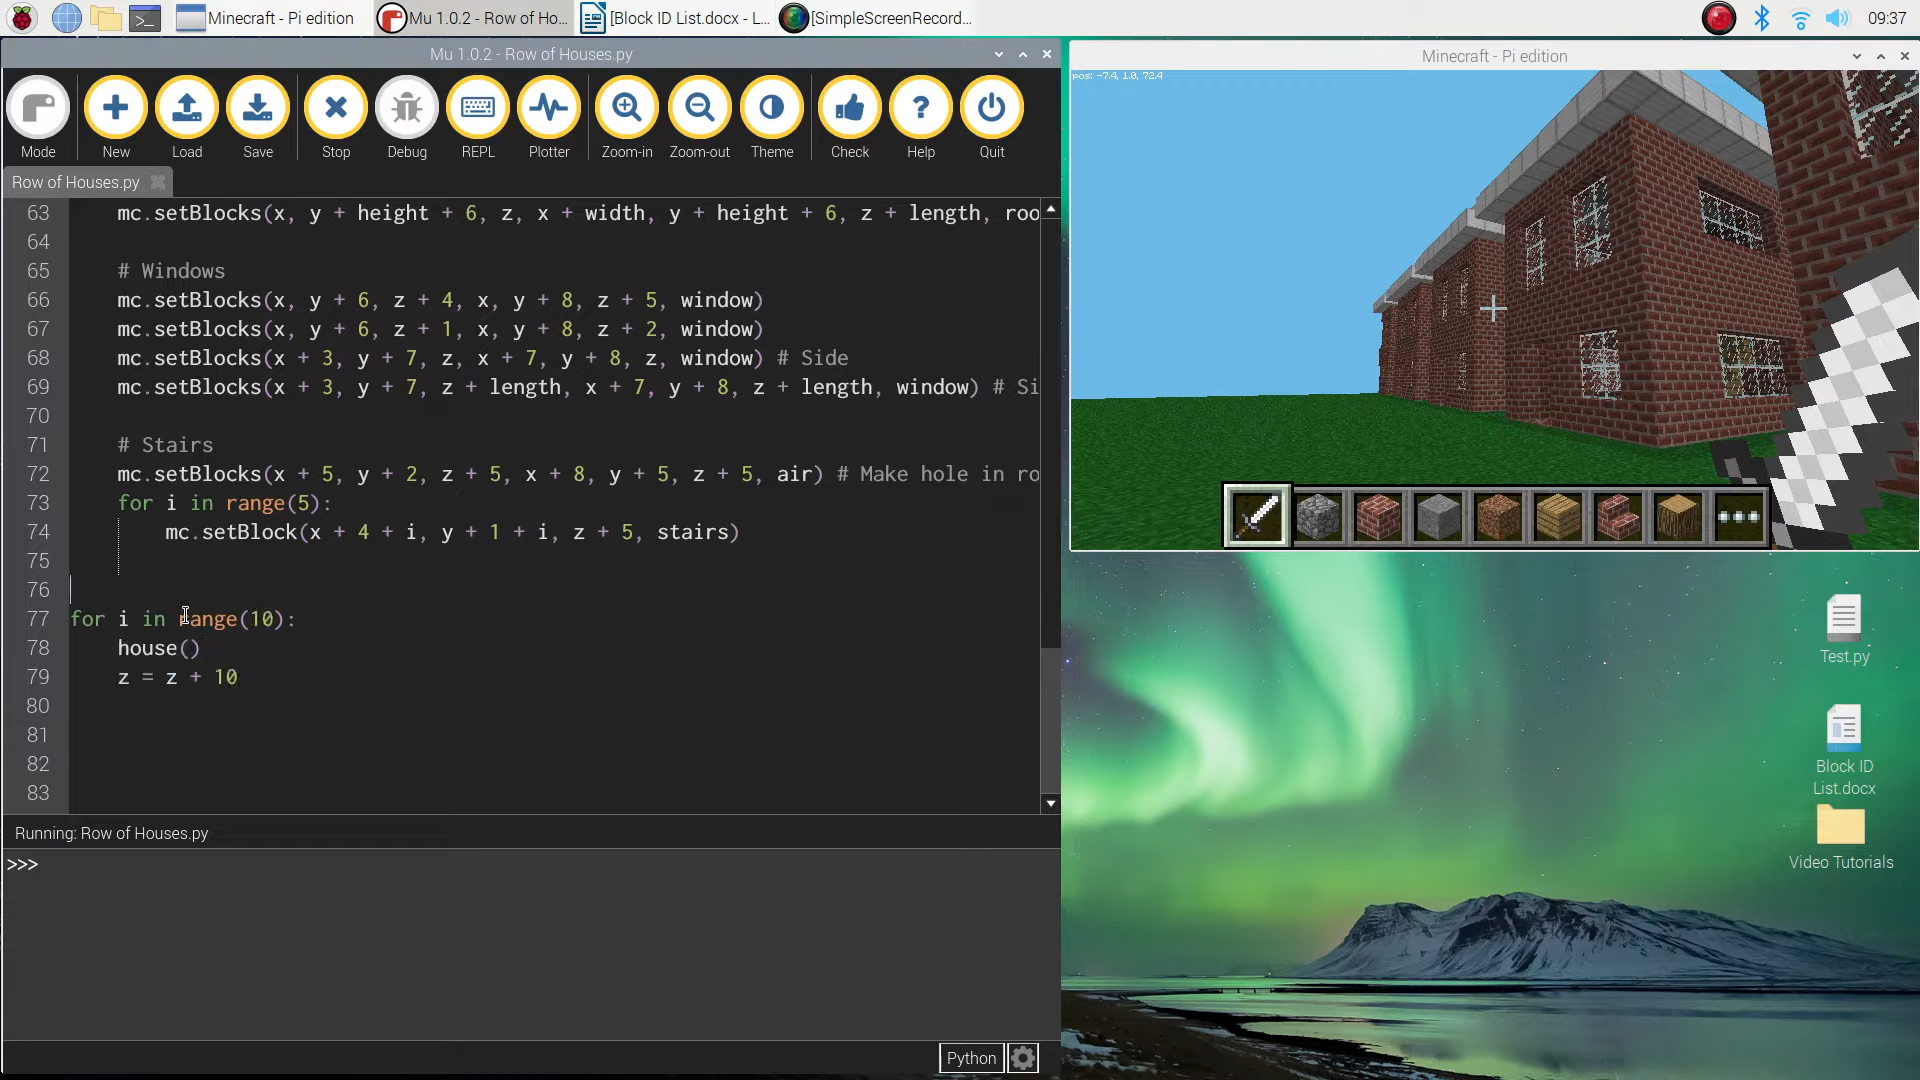 Minecraft - Pi edition
Mu 1.0.2 - Row of Ho...
[Block ID List.docx - L...
[SimpleScreenRecord...
09:37
Mu 1.0.2 - Row of Houses.py
Mode
New
Load
Save
Stop
Debug
REPL
Plotter
Zoom-in
Zoom-out
Theme
Check
Help
Quit
Row of Houses.py
63 mc.setBlocks(x, y + height + 6, z, x + width, y + height + 6, z + length, roo
64
65 # Windows
66 mc.setBlocks(x, y + 6, z + 4, x, y + 8, z + 5, window)
67 mc.setBlocks(x, y + 6, z + 1, x, y + 8, z + 2, window)
68 mc.setBlocks(x + 3, y + 7, z, x + 7, y + 8, z, window) # Side
69 mc.setBlocks(x + 3, y + 7, z + length, x + 7, y + 8, z + length, window) # Si
70
71 # Stairs
72 mc.setBlocks(x + 5, y + 2, z + 5, x + 8, y + 5, z + 5, air) # Make hole in ro
73 for i in range(5):
74 mc.setBlock(x + 4 + i, y + 1 + i, z + 5, stairs)
75
76
77 for i in range(10):
78 house()
79 z = z + 10
80
81
82
83
Running: Row of Houses.py
>>>
Python
Minecraft - Pi edition
pos: -7.4, 1.0, 72.4
Test.py
Block ID
List.docx
Video Tutorials